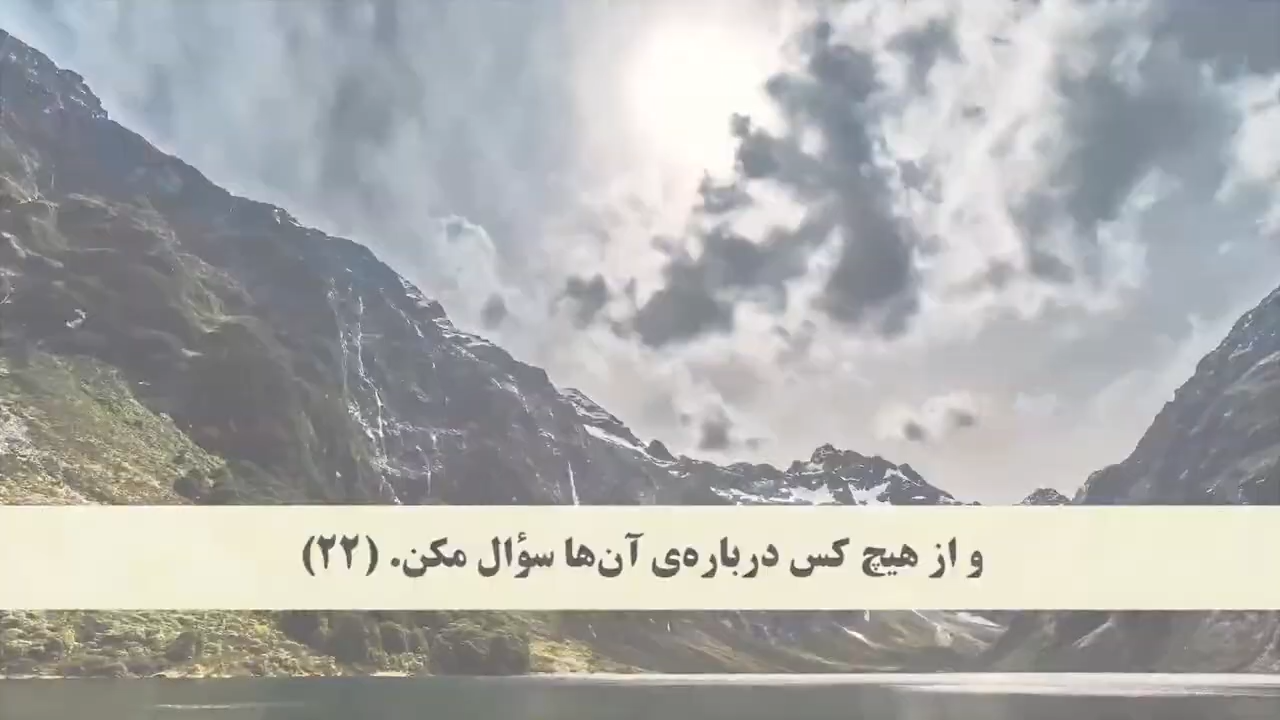 و از هیچ کس درباره‌ی آن‌ها سؤال مکن. (۲۲)